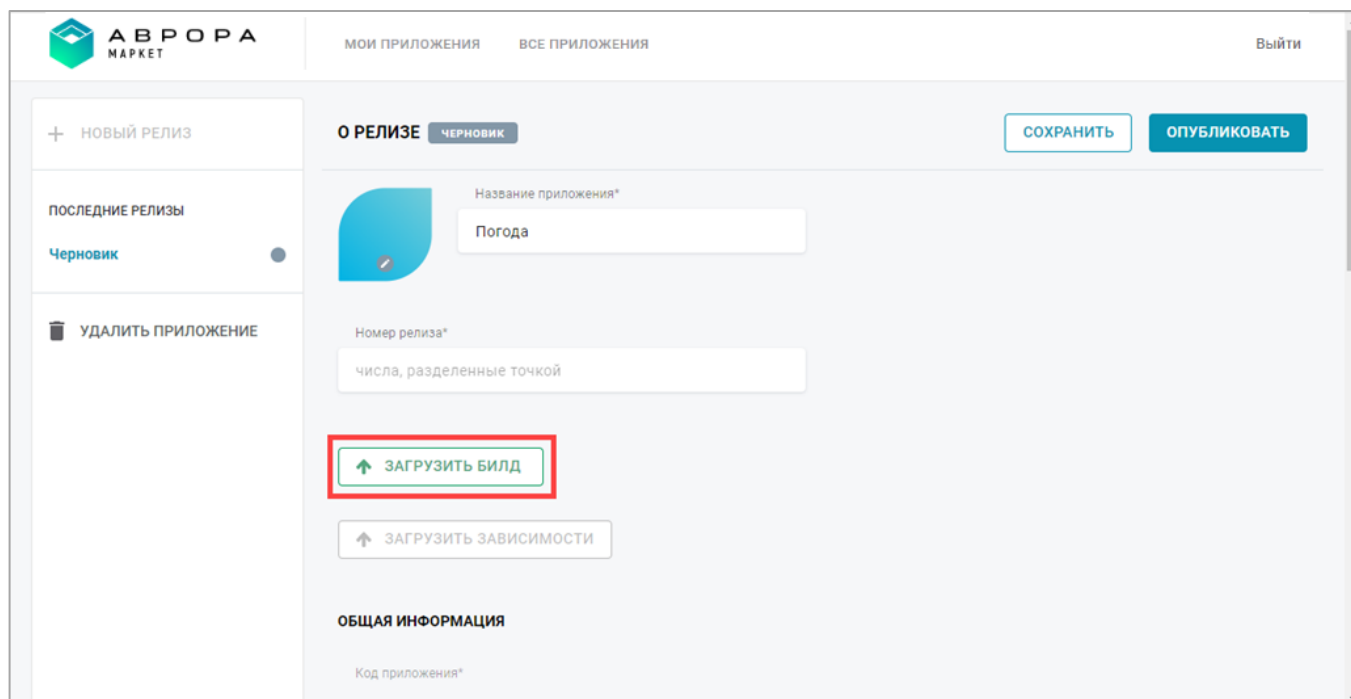 АВРОРА
МАРКЕТ
МОИ ПРИЛОЖЕНИЯ ВСЕ ПРИЛОЖЕНИЯ Выйти
НОВЫЙ РЕЛИЗ
ПОСЛЕДНИЕ РЕЛИЗЫ
Черновик
УДАЛИТЬ ПРИЛОЖЕНИЕ
О РЕЛИЗЕ ЧЕРНОВИК СОХРАНИТЬ ОПУБЛИКОВАТЬ
Название приложения*
Погода
Номер релиза*
числа, разделенные точкой
ЗАГРУЗИТЬ БИЛД
ЗАГРУЗИТЬ ЗАВИСИМОСТИ
ОБЩАЯ ИНФОРМАЦИЯ
Код приложения*